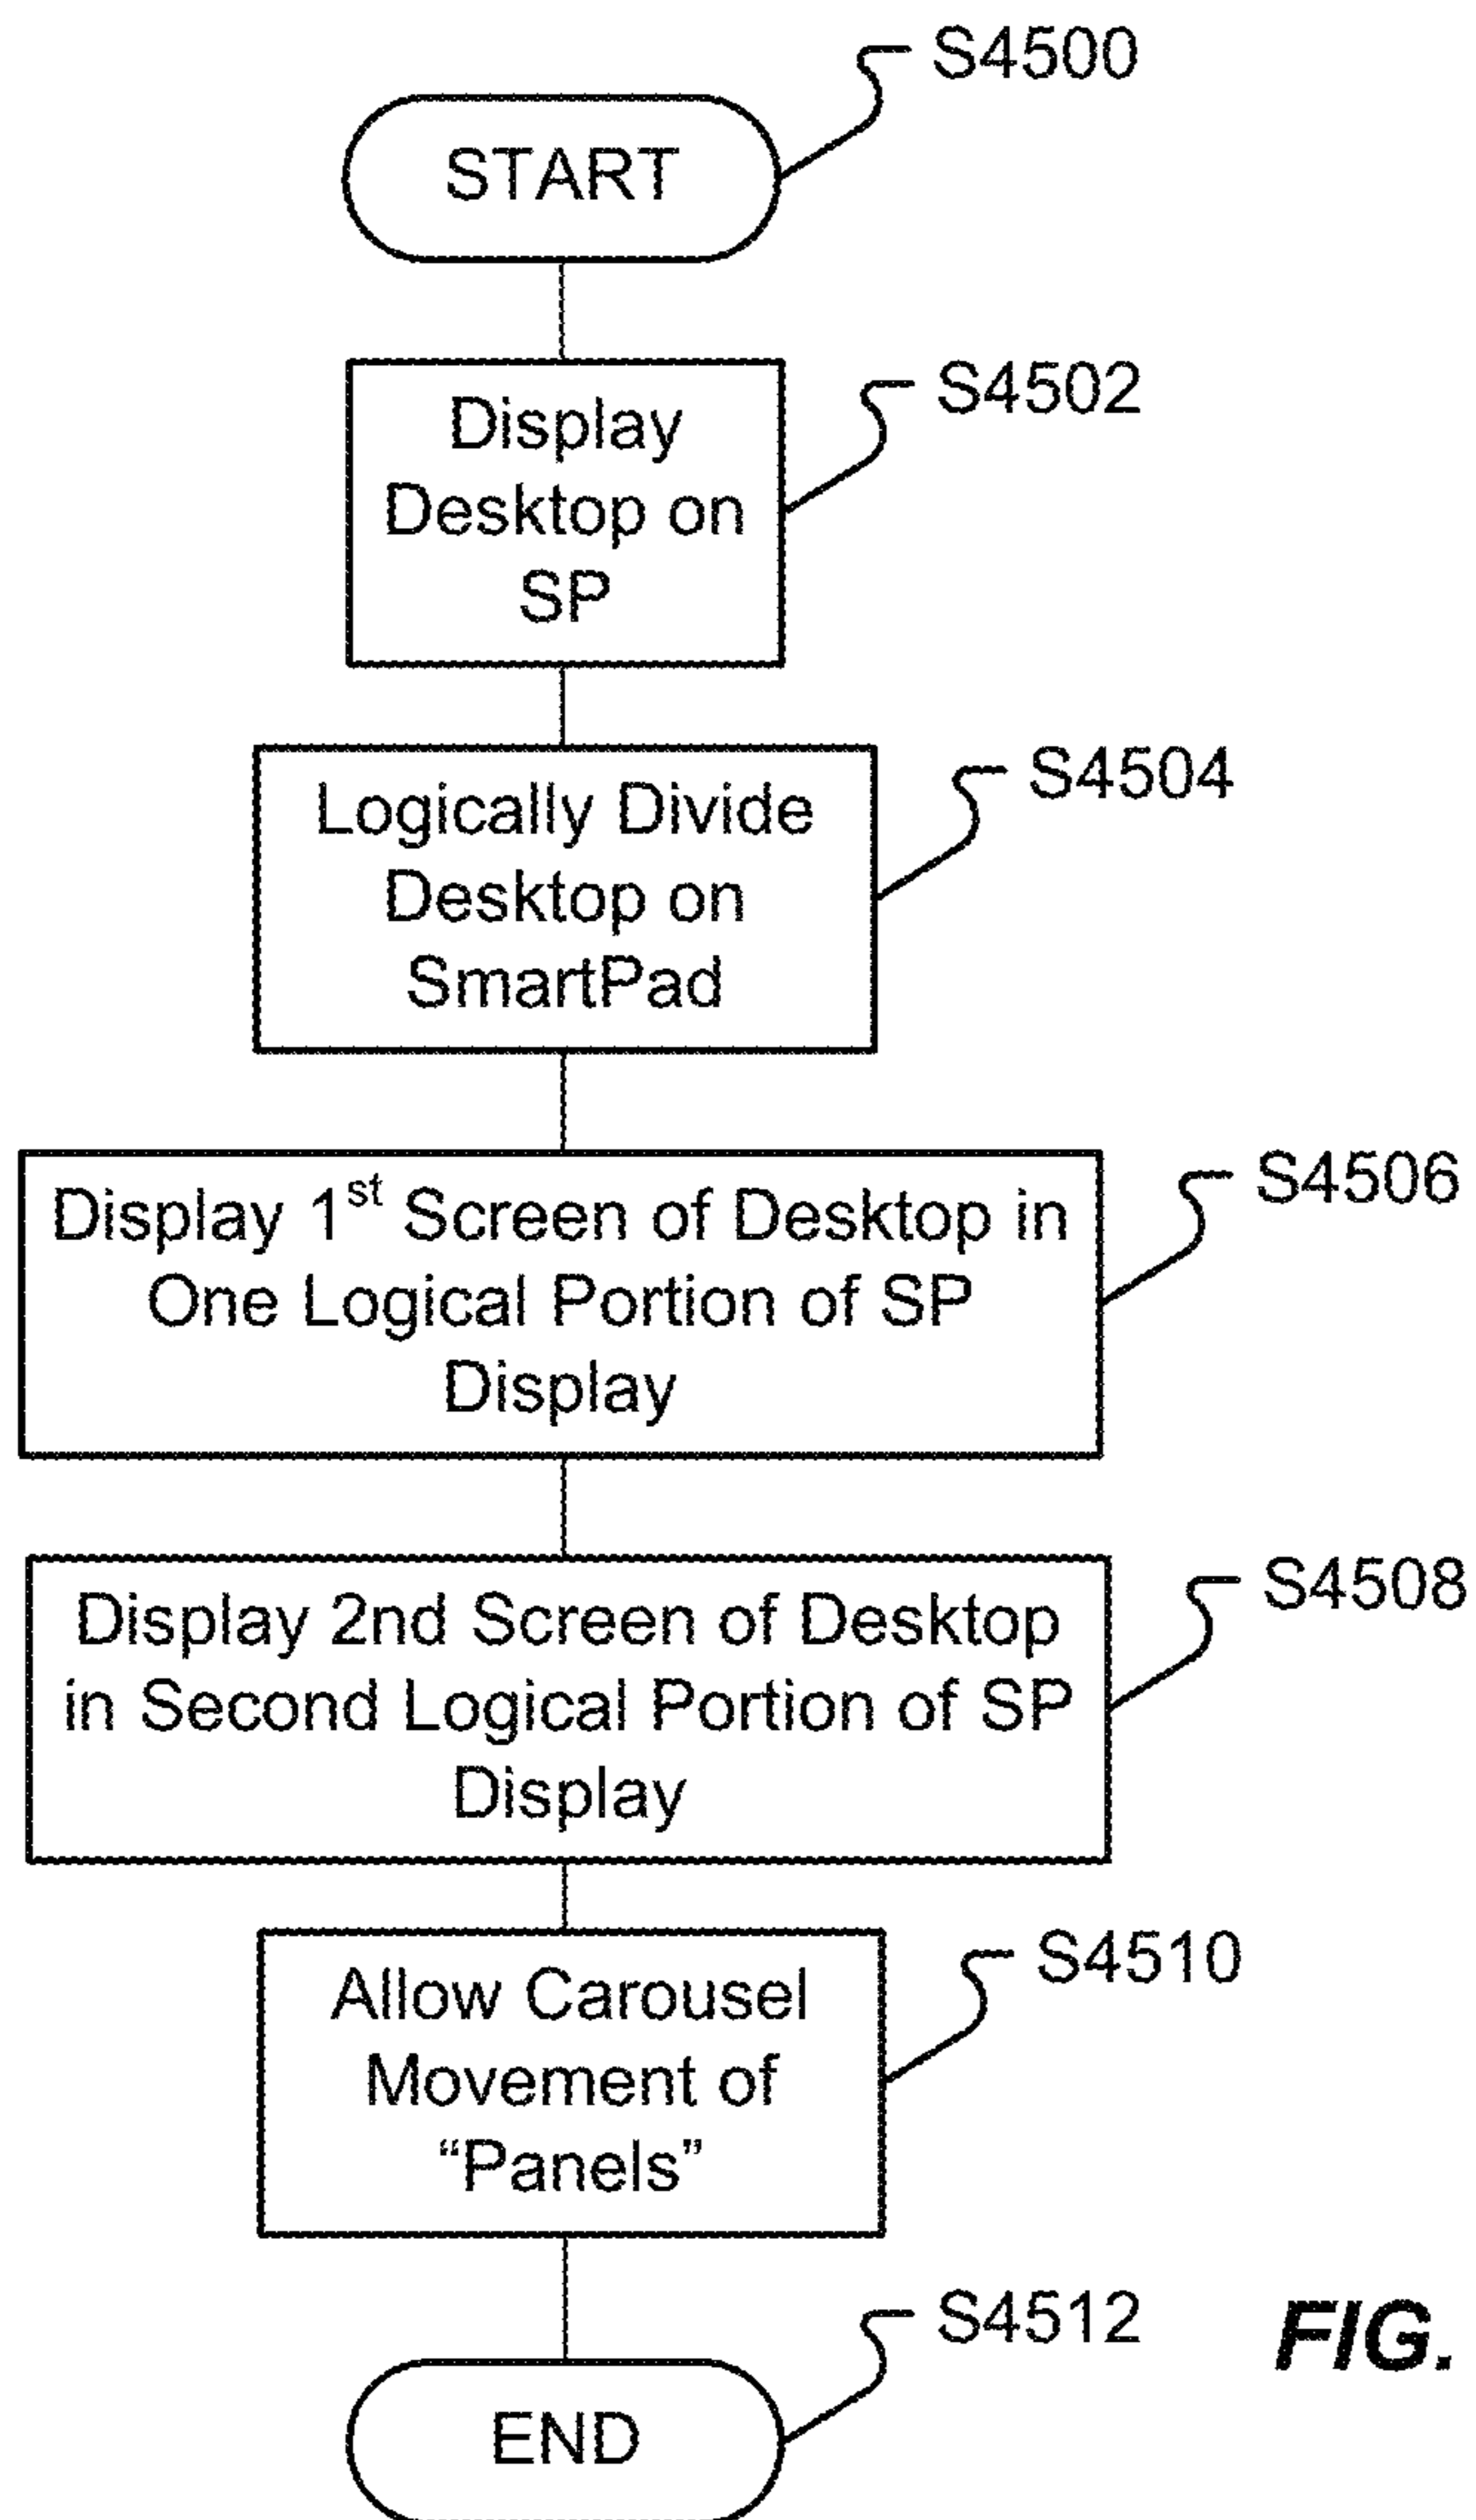 S4500
START
S4502
Display
Desktop on
SP
S4504
Logically Divide
Desktop on
SmartPad
S4506
Display 1st Screen of Desktop in
One Logical Portion of SP
Display
S4508
Display 2nd Screen of Desktop
in Second Logical Portion of SP
Display
S4510
Allow Carousel
Movement of
“Panels”
S4512
END
FIG.